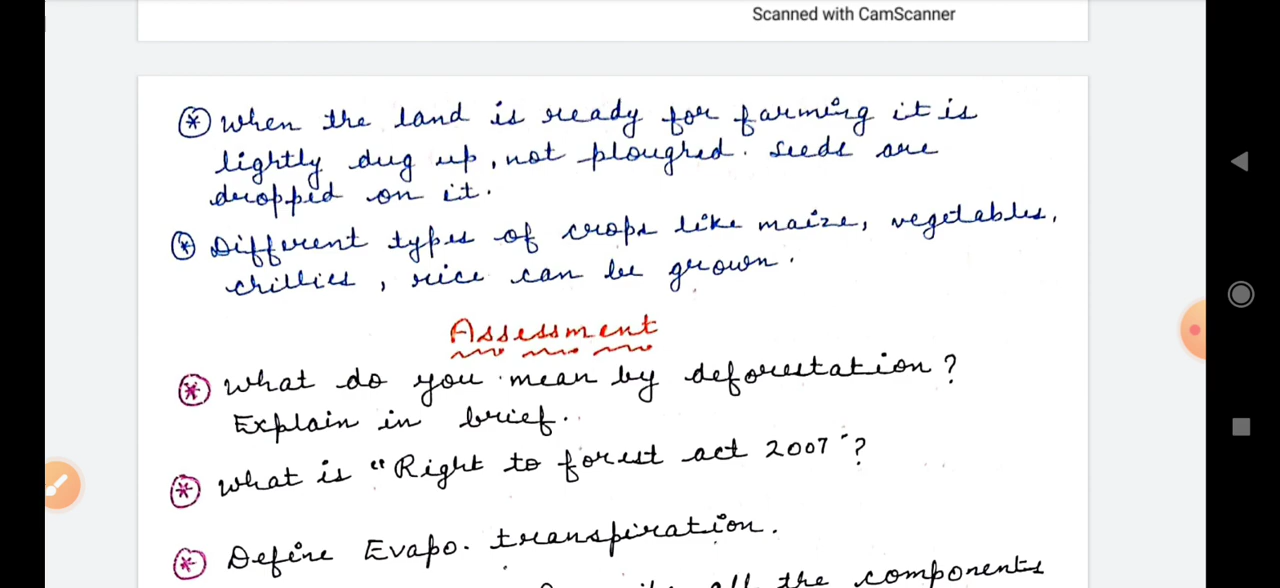 Scanned with CamScanner
* When the land is ready for farming it is
lightly dug up, not ploughed. Seeds are
dropped on it.
* Different types of crops like maize, vegetables,
chillies, rice can be grown.
Assessment
* What do you mean by deforestation?
Explain in brief.
* What is "Right to forest act 2007"?
* Define Evapo. transpiration.
all the components